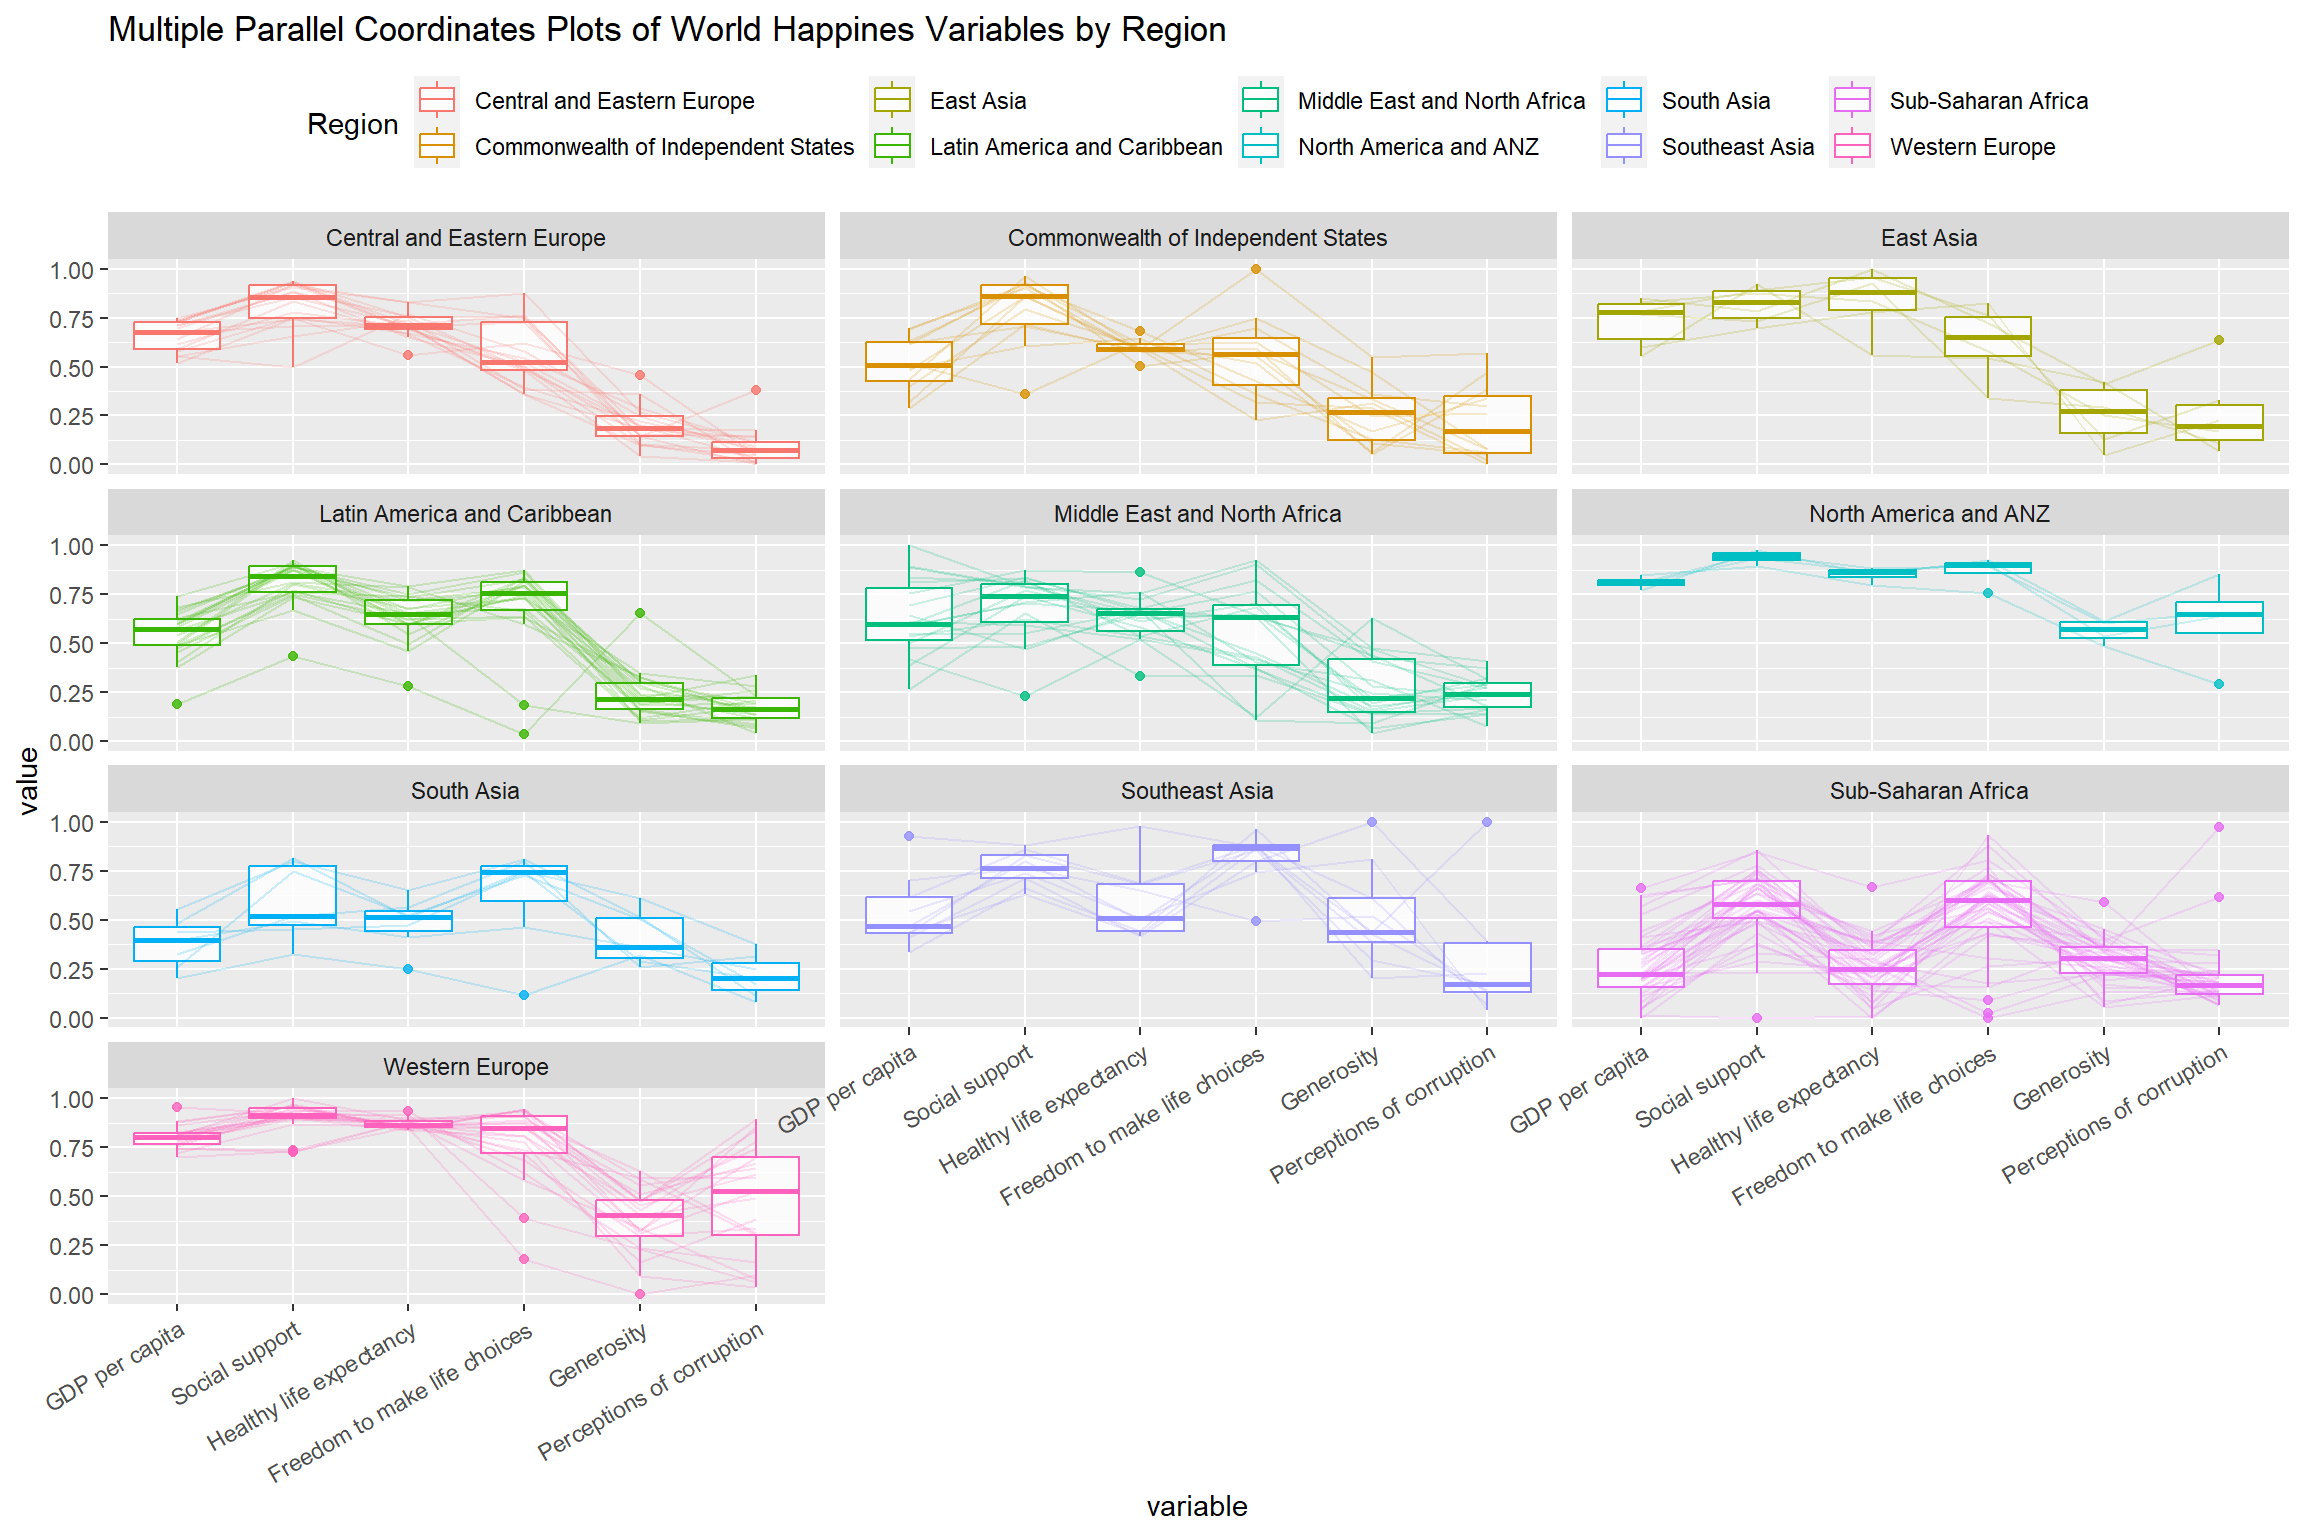 Multiple Parallel Coordinates Plots of World Happines Variables by Region
Region
Central and Eastern Europe
East Asia
Middle East and North Africa
South Asia
Sub-Saharan Africa
Commonwealth of Independent States
Latin America and Caribbean
North America and ANZ
Southeast Asia
Western Europe
Central and Eastern Europe
Commonwealth of Independent States
East Asia
1.00
0.75
0.50
0.25
0.00
Latin America and Caribbean
Middle East and North Africa
North America and ANZ
1.00
0.75
0.50
0.25
0.00
value
South Asia
Southeast Asia
Sub-Saharan Africa
1.00
0.75
0.50
0.25
0.00
GDP per capita
Social support
Healthy life expectancy
Freedom to make life choices
Generosity
Perceptions of corruption
GDP per capita
Social support
Healthy life expectancy
Freedom to make life choices
Generosity
Perceptions of corruption
Western Europe
1.00
0.75
0.50
0.25
0.00
GDP per capita
Social support
Healthy life expectancy
Freedom to make life choices
Generosity
Perceptions of corruption
variable